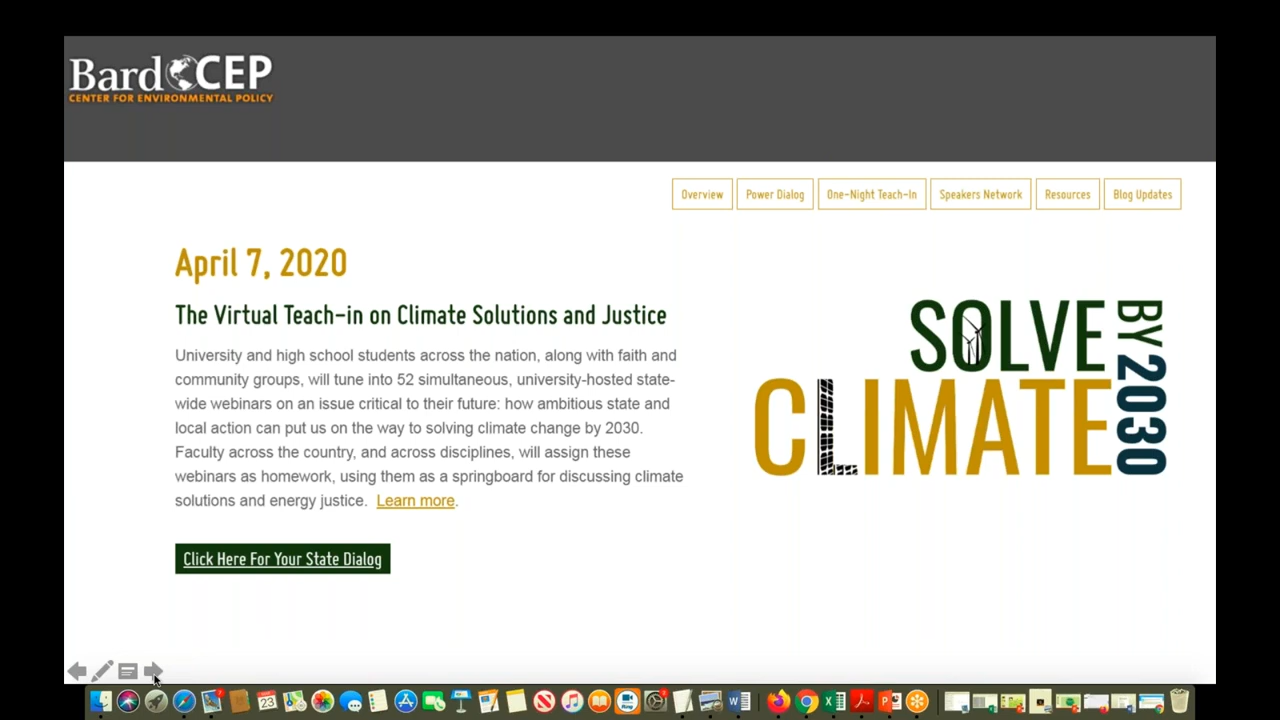 Bard CEP
CENTER FOR ENVIRONMENTAL POLICY
Overview
Power Dialog
One-Night Teach-In
Speakers Network
Resources
Blog Updates
April 7, 2020
The Virtual Teach-in on Climate Solutions and Justice
University and high school students across the nation, along with faith and
community groups, will tune into 52 simultaneous, university-hosted state-
wide webinars on an issue critical to their future: how ambitious state and
local action can put us on the way to solving climate change by 2030.
Faculty across the country, and across disciplines, will assign these
webinars as homework, using them as a springboard for discussing climate
solutions and energy justice. Learn more.
Click Here For Your State Dialog
SOLVE
CLIMATE
BY 2030
23